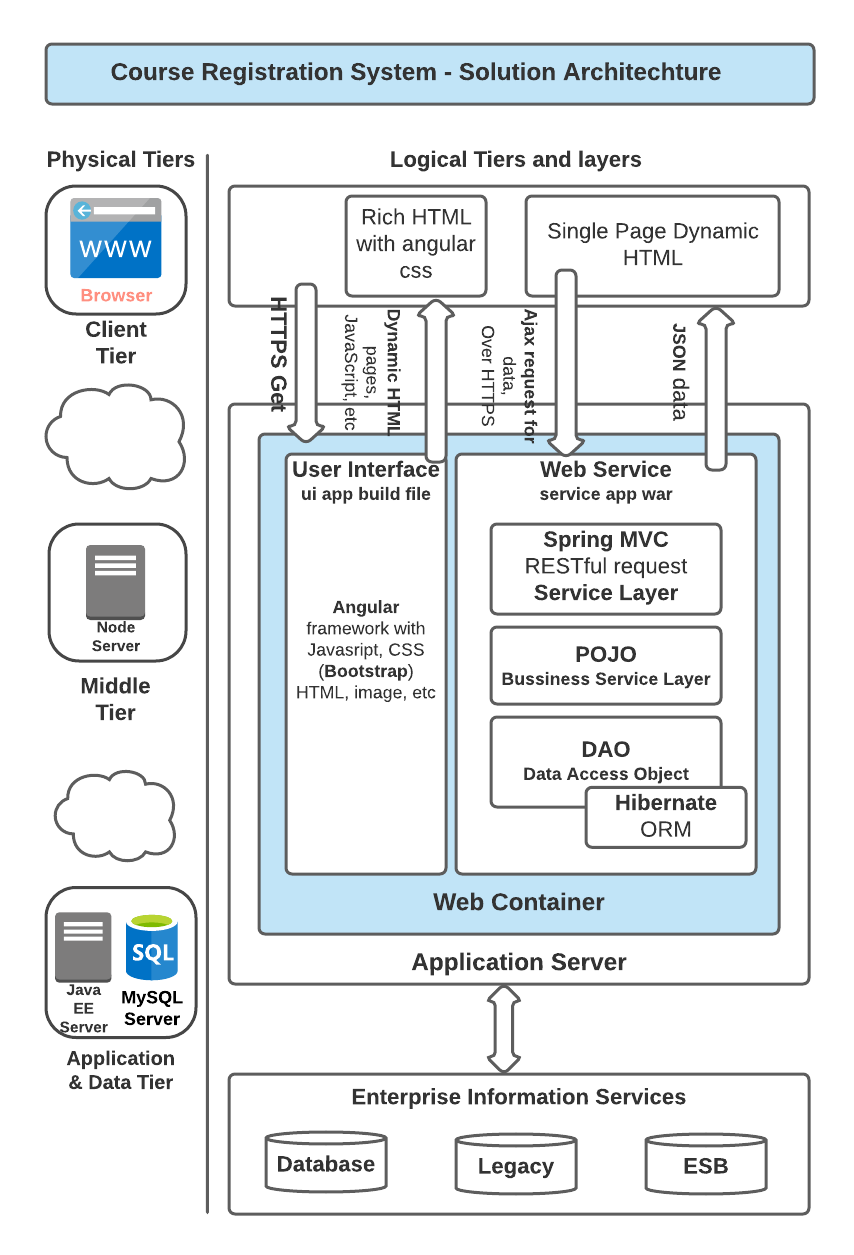 Course Registration System - Solution Architechture
Physical Tiers
Logical Tiers and layers
WWW
Browser
Client
Tier
Rich HTML
with angular
css
Single Page Dynamic
HTML
HTTPS Get
Dynamic HTML
pages,
JavaScript, etc
Ajax request for
data,
Over HTTPS
JSON data
User Interface
ui app build file
Web Service
service app war
Node
Server
Middle
Tier
Angular
framework with
Javasript, CSS
(Bootstrap)
HTML, image, etc
Spring MVC
RESTful request
Service Layer
POJO
Bussiness Service Layer
DAO
Data Access Object
Hibernate
ORM
Web Container
Application Server
SQL
Java
EE
Server
MySQL
Server
Application
& Data Tier
Enterprise Information Services
Database
Legacy
ESB